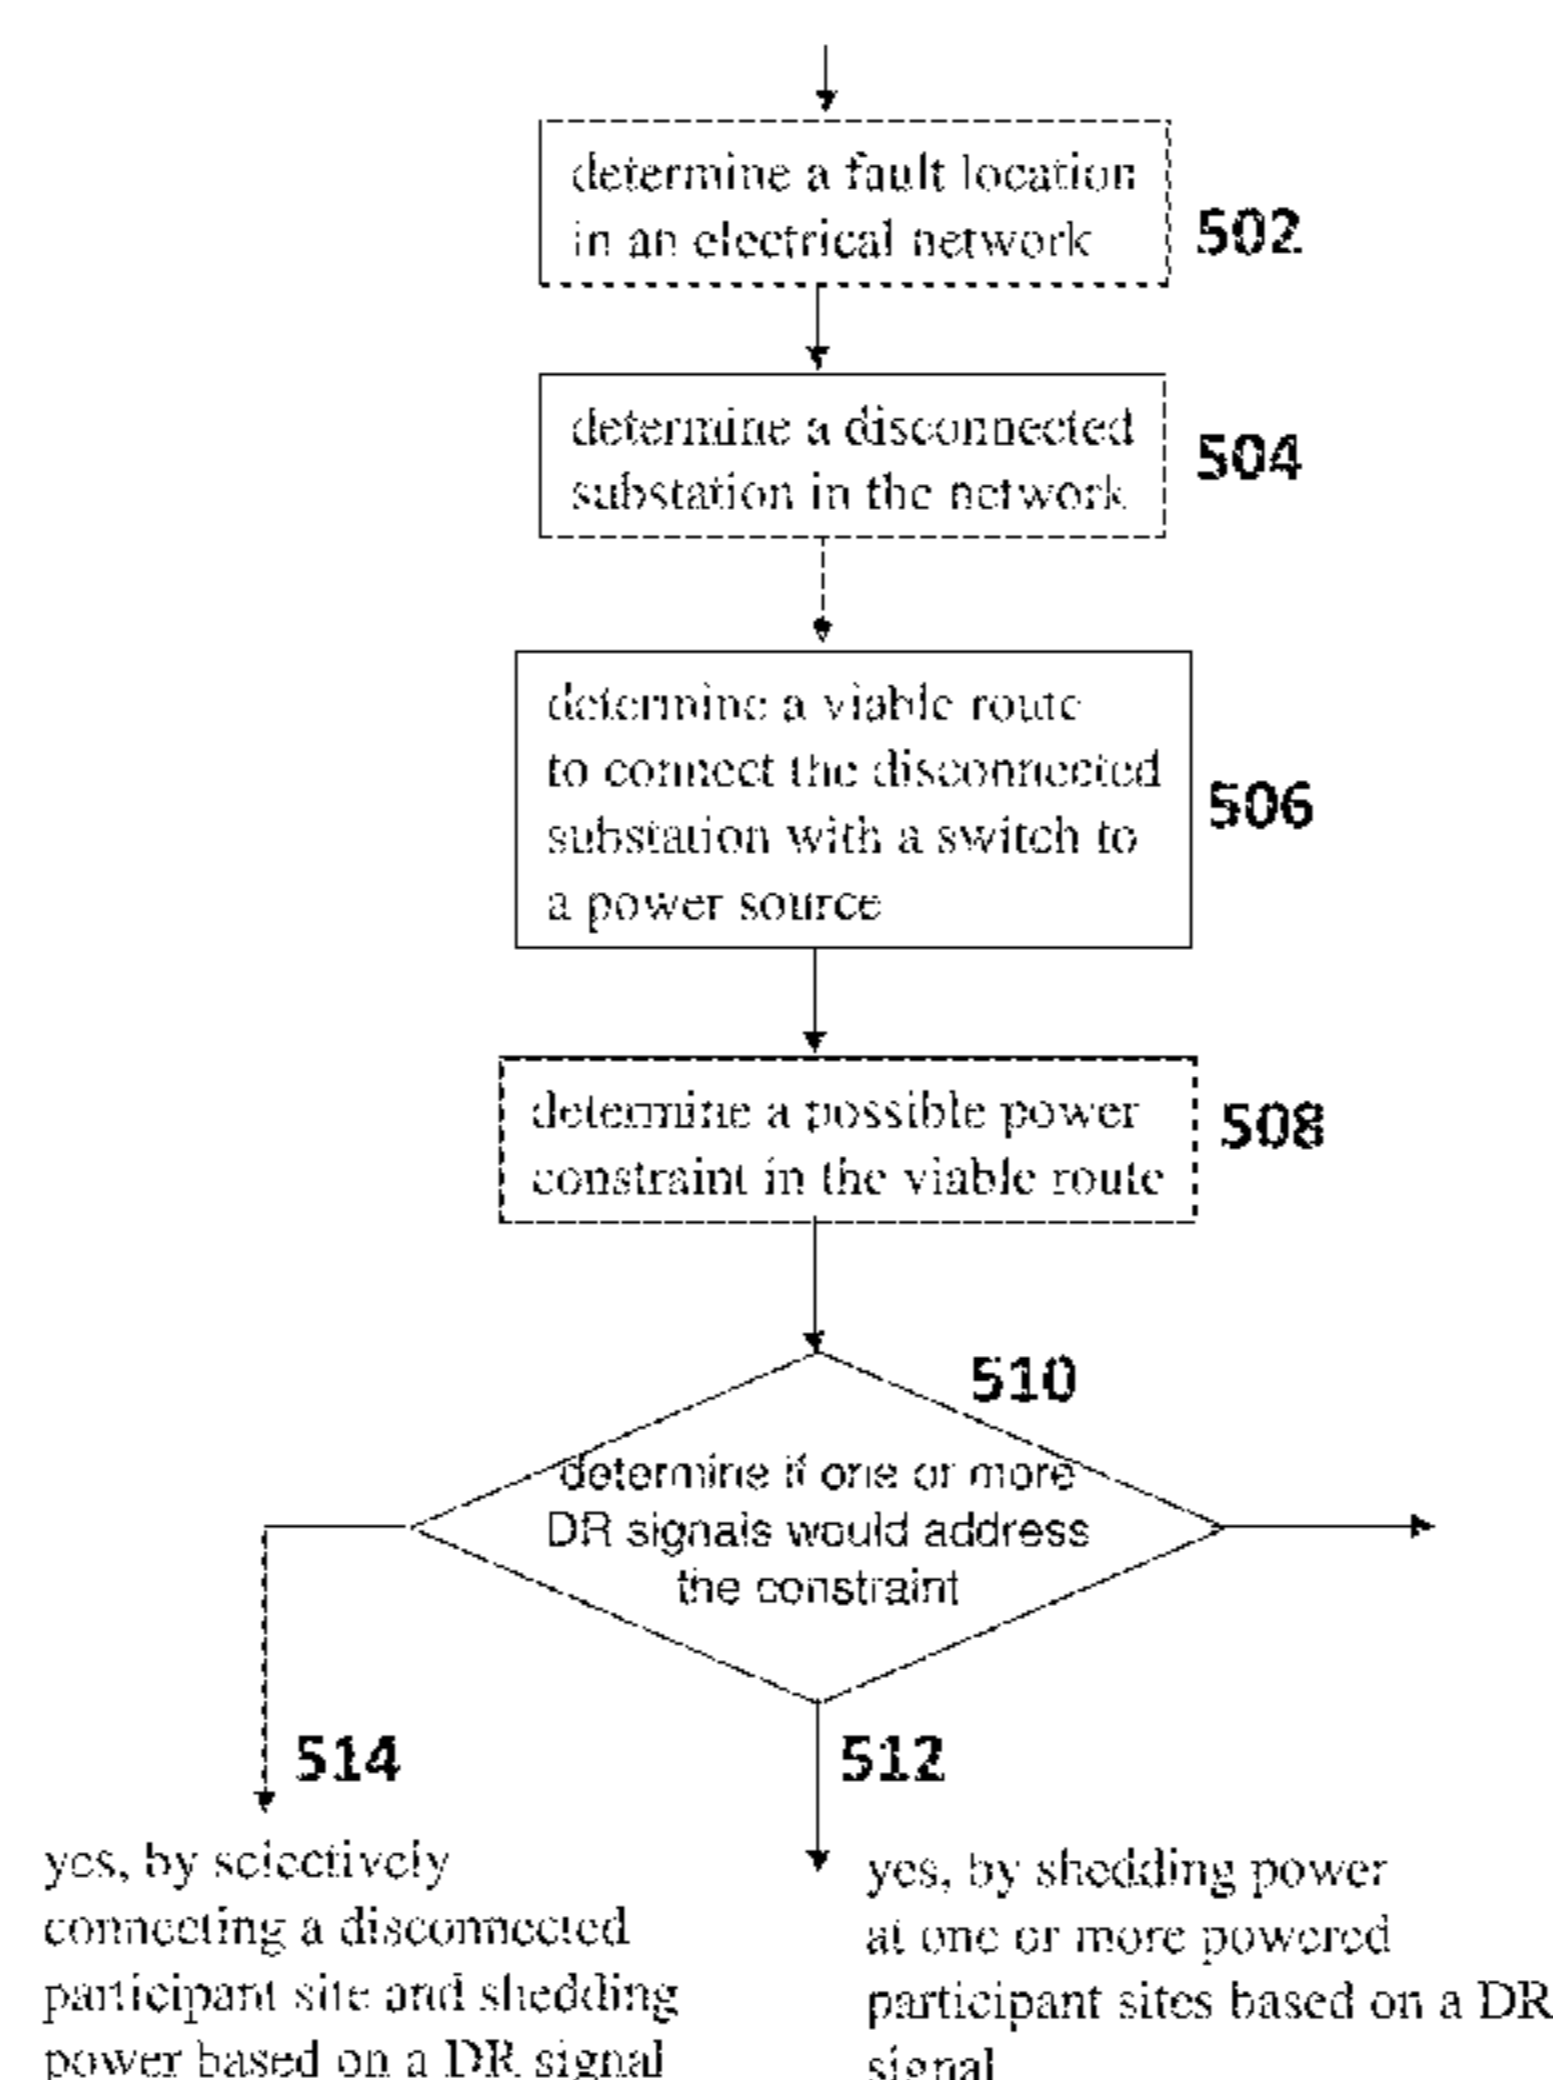 determine a fault location
in an electrical network
502
determine a disconnected
substation in the network
504
determine a viable route
to connect the disconnected
substation with a switch to
a power source
506
determine a possible power
constraint in the viable route
508
510
determine if one or more
DR signals would address
the constraint
514
512
yes, by selectively
connecting a disconnected
participant site and shedding
power based on a DR signal
yes, by shedding power
at one or more powered
participant sites based on a DR
signal